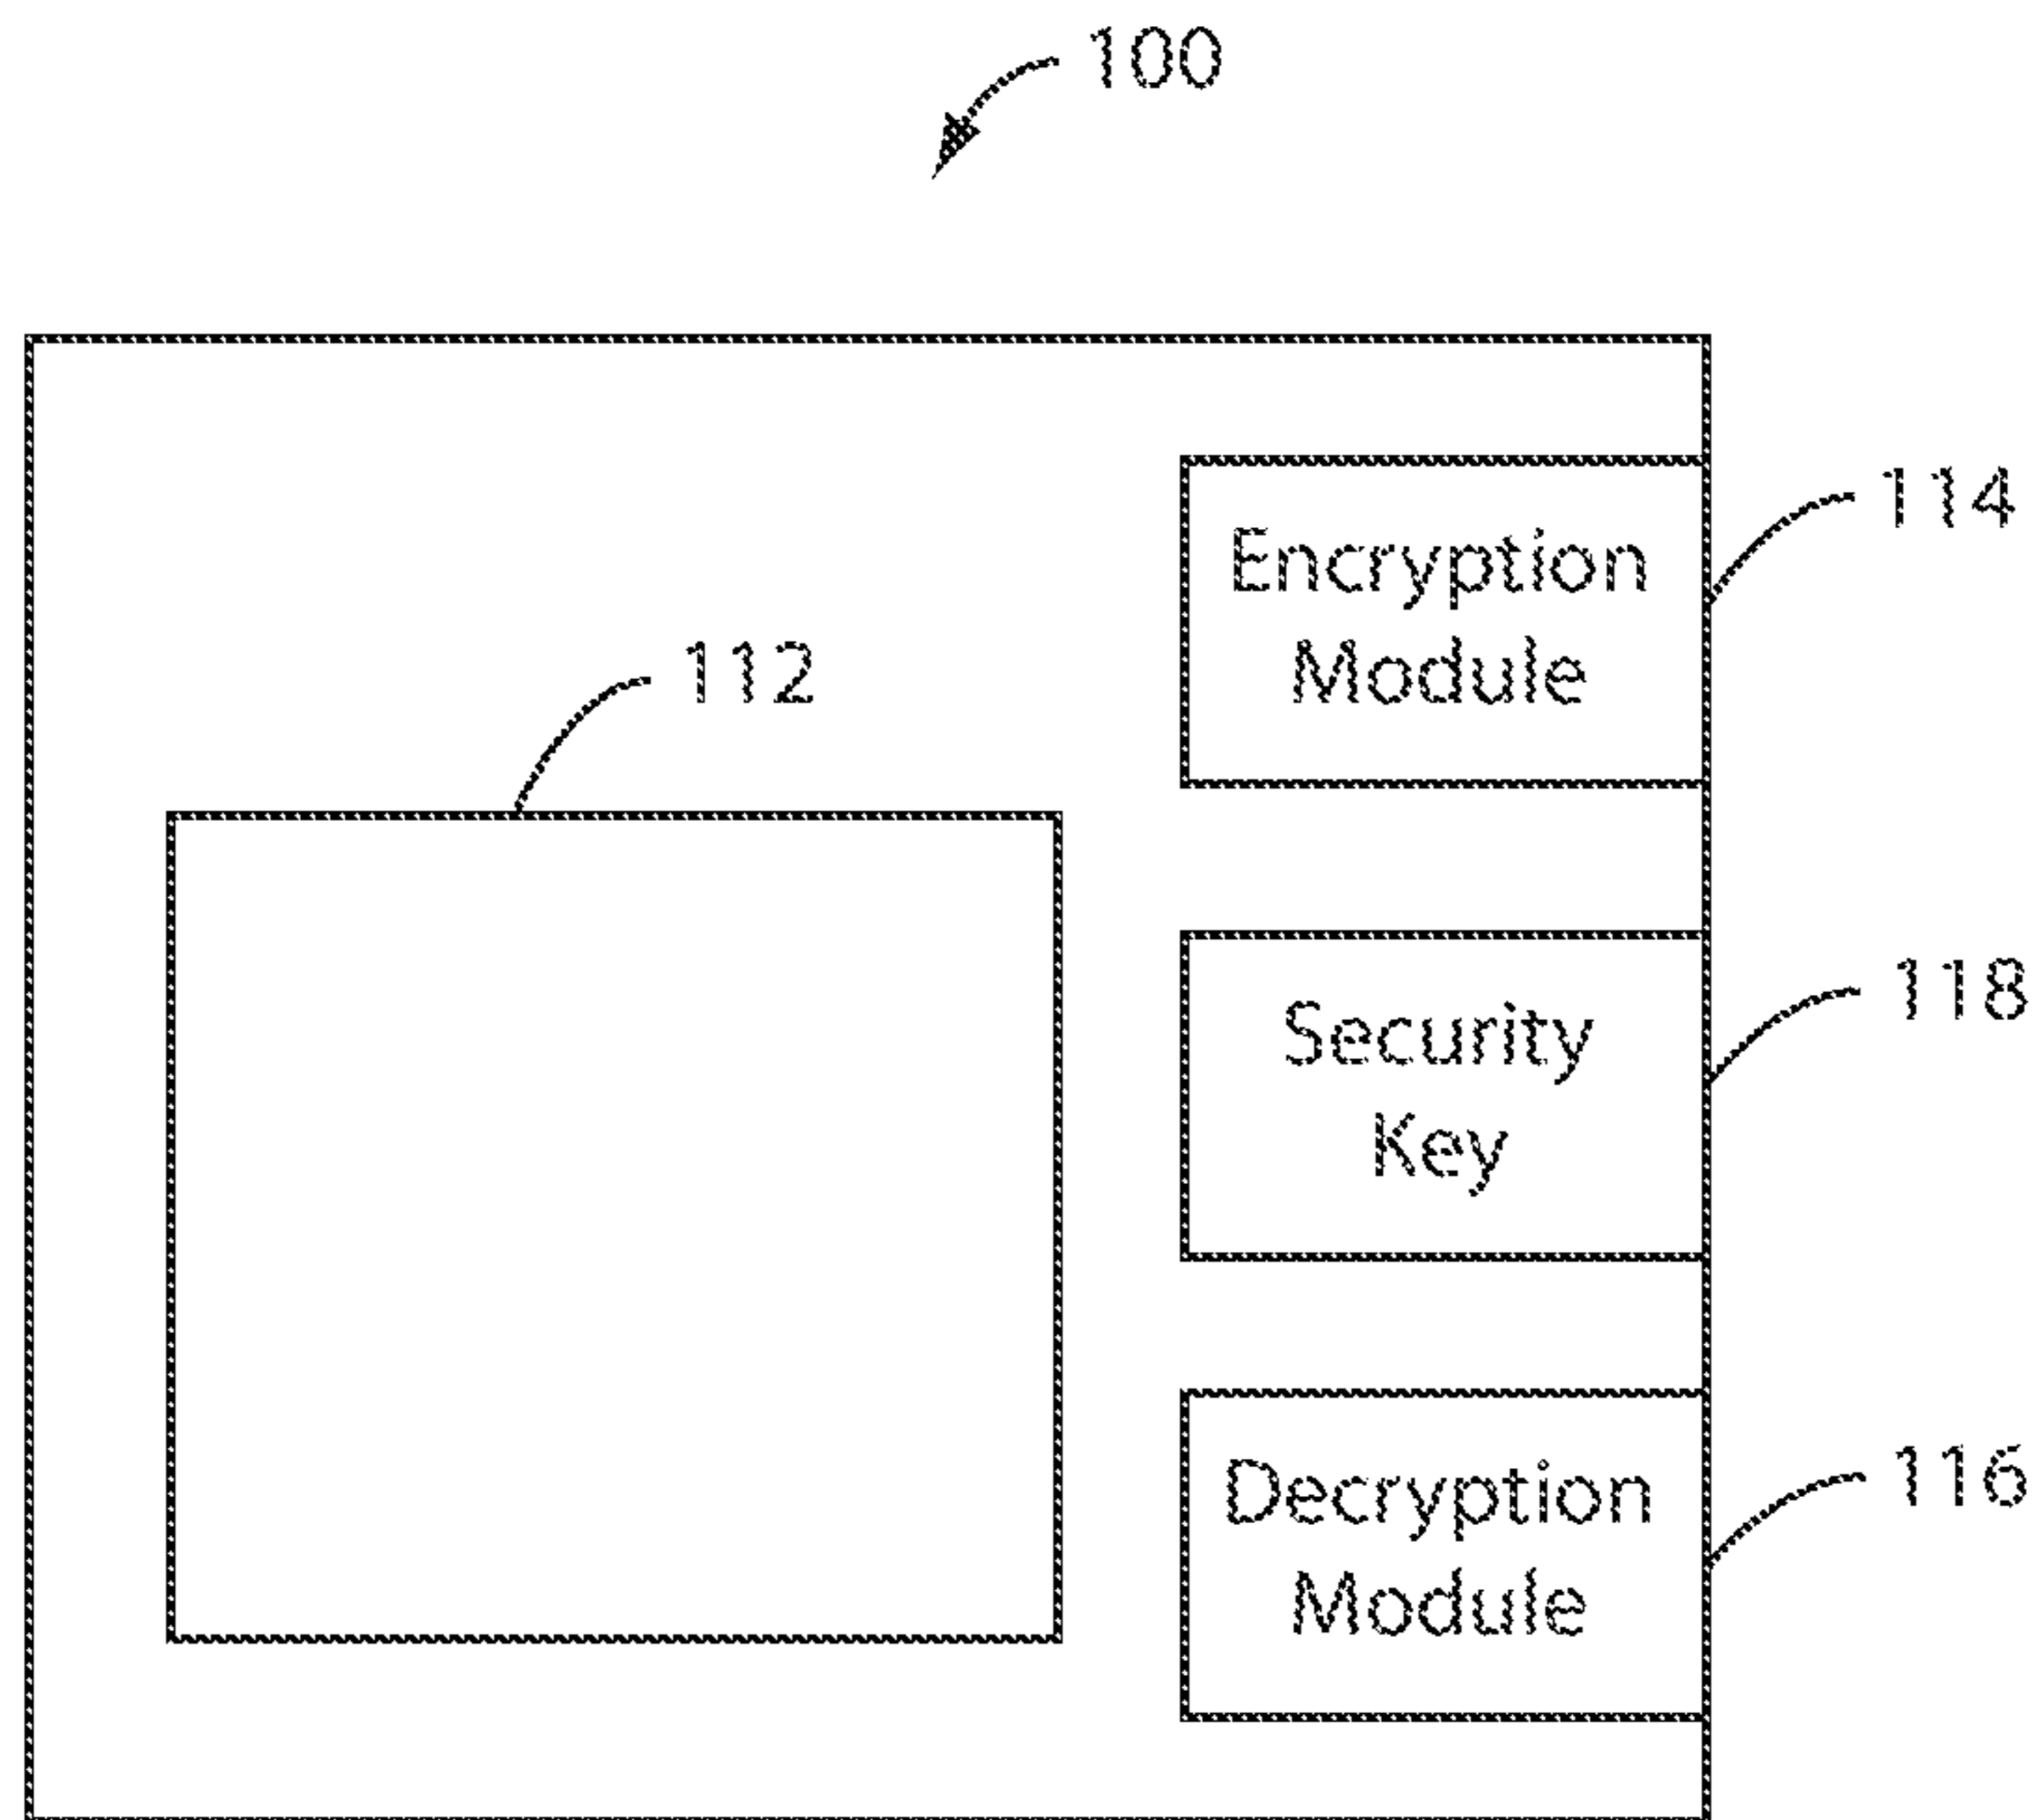 100
114
Encryption
Module
112
118
Security
Key
116
Decryption
Module